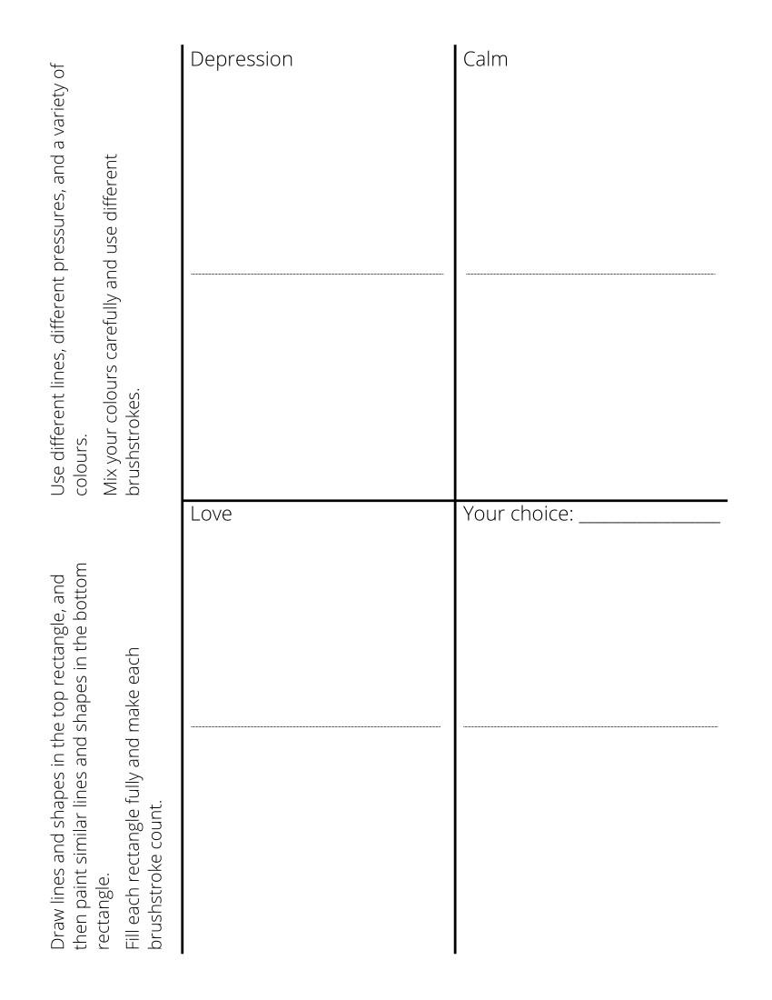 Depression
Calm
Love
Your choice: _______________
Draw lines and shapes in the top rectangle, and
then paint similar lines and shapes in the bottom
rectangle.
Fill each rectangle fully and make each
brushstroke count.
Use different lines, different pressures, and a variety of
colours.
Mix your colours carefully and use different
brushstrokes.